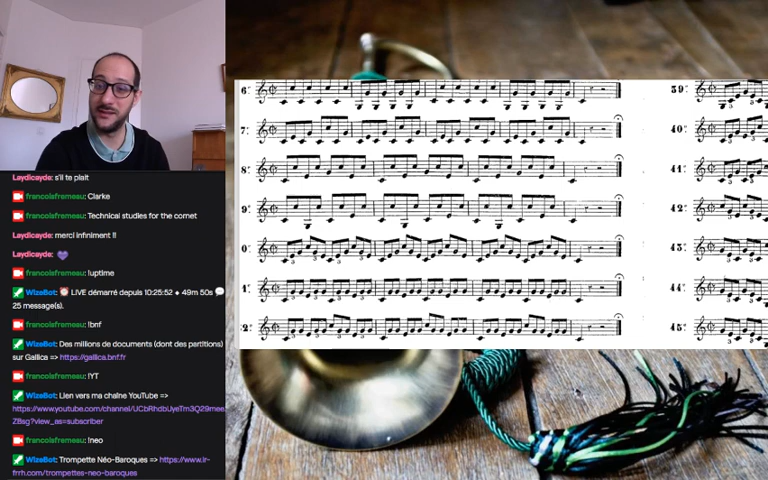 Laydicayde: s'il te plait
francoisfremeau: Clarke
francoisfremeau: Technical studies for the cornet
Laydicayde: merci infiniment !!
Laydicayde:
francoisfremeau: !uptime
WizeBot: LIVE démarré depuis 10:25:52 • 49m 50s
25 message(s).
francoisfremeau: !bnf
WizeBot: Des millions de documents (dont des partitions)
sur Gallica => https://gallica.bnf.fr
francoisfremeau: !YT
WizeBot: Lien vers ma chaîne YouTube =>
https://www.youtube.com/channel/UCbRhdbUyeTm3Q29mee
ZBsg?view_as=subscriber
francoisfremeau: !neo
WizeBot: Trompette Néo-Baroques => https://www.lr-
frrh.com/trompettes-neo-baroques
6:
7:
8:
9:
0:
1:
2:
39:
40:
41:
42:
43:
44:
45: